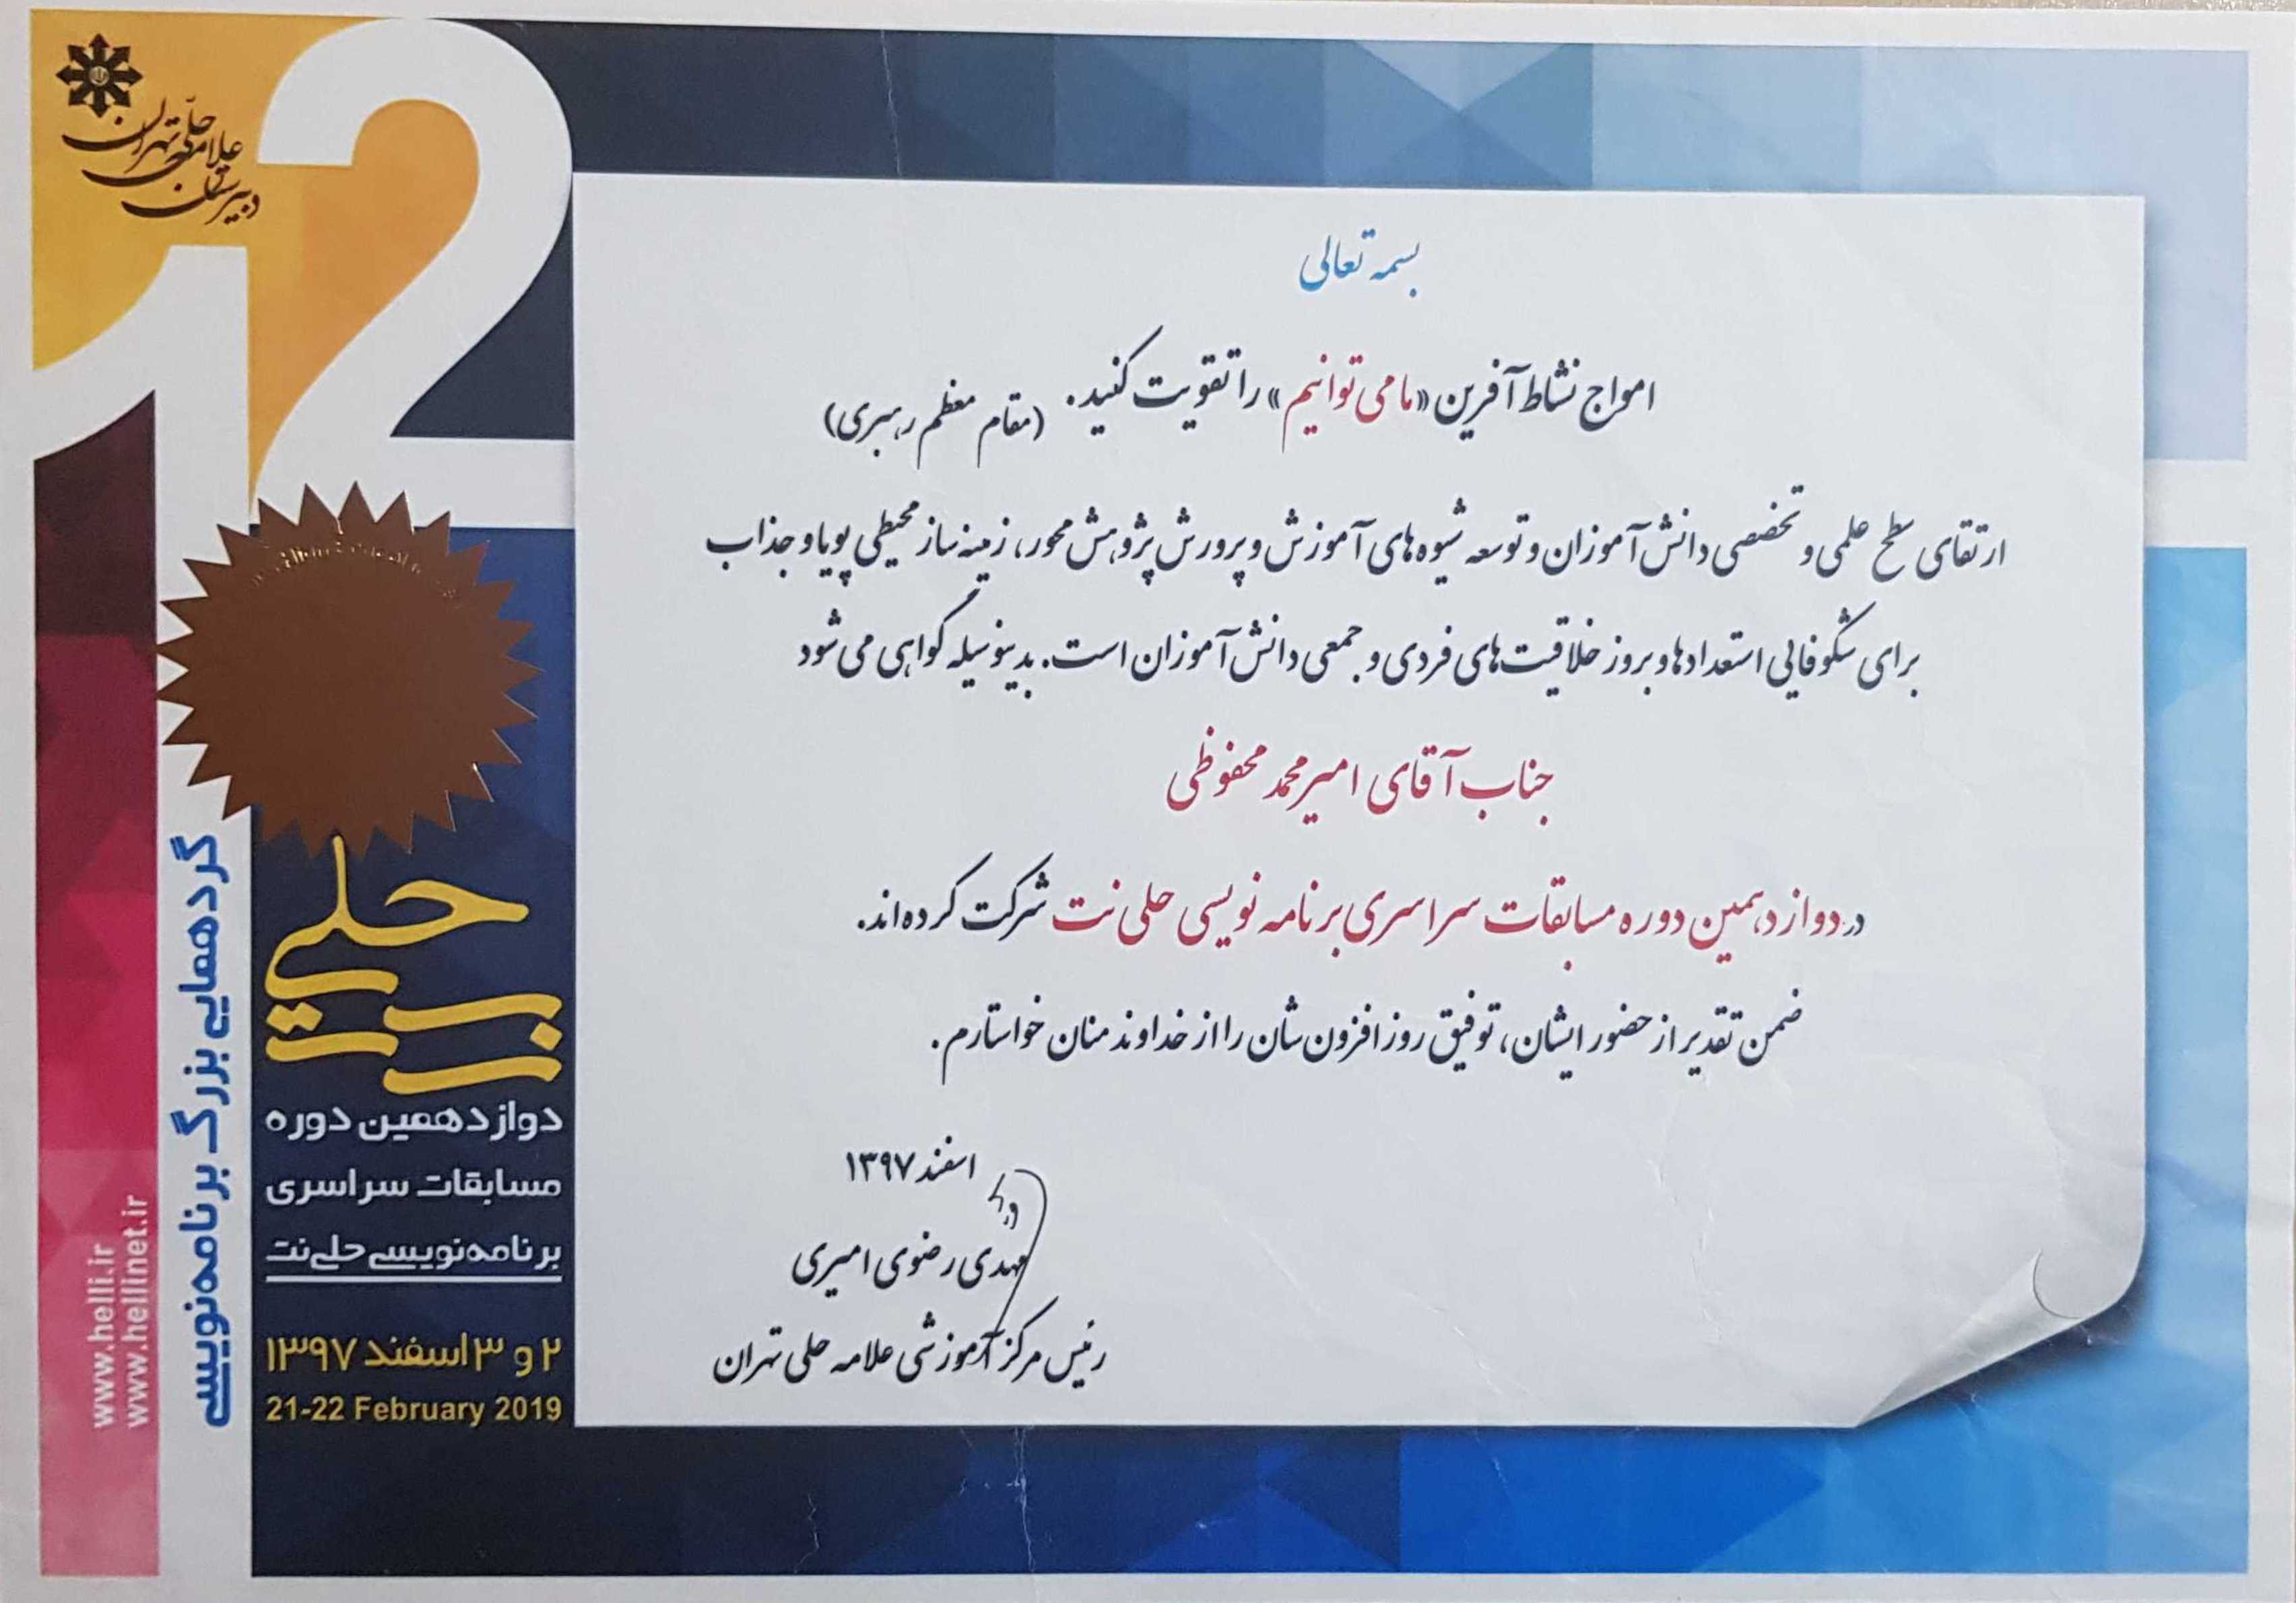 دبیرستان علامه حلّی تهران
12
بسمه تعالی
امواج نشاط آفرین «ما می توانیم» را تقویت کنید. (مقام معظم رهبری)
ارتقای سطح علمی و تخصصی دانش آموزان و توسعه شیوه های آموزش و پرورش پژوهش محور، زمینه ساز محیطی پویا و جذاب
برای شکوفایی استعدادها و بروز خلاقیت های فردی و جمعی دانش آموزان است. بدینوسیله گواهی می شود
جناب آقای امیرمحمد محفوظی
در دوازدهمین دوره مسابقات سراسری برنامه نویسی حلی نت شرکت کرده اند.
ضمن تقدیر از حضور ایشان، توفیق روز افزون شان را از خداوند منان خواستارم.
اسفند ۱۳۹۷
مهدی رضوی امیری
رئیس مرکز آموزشی علامه حلی تهران
حلی نت
دوازدهمین دوره
مسابقات سراسری
برنامه نویسی حلی نت
۲ و ۳ اسفند ۱۳۹۷
21-22 February 2019
گردهمایی بزرگ برنامه نویسی
www.helli.ir
www.hellinet.ir